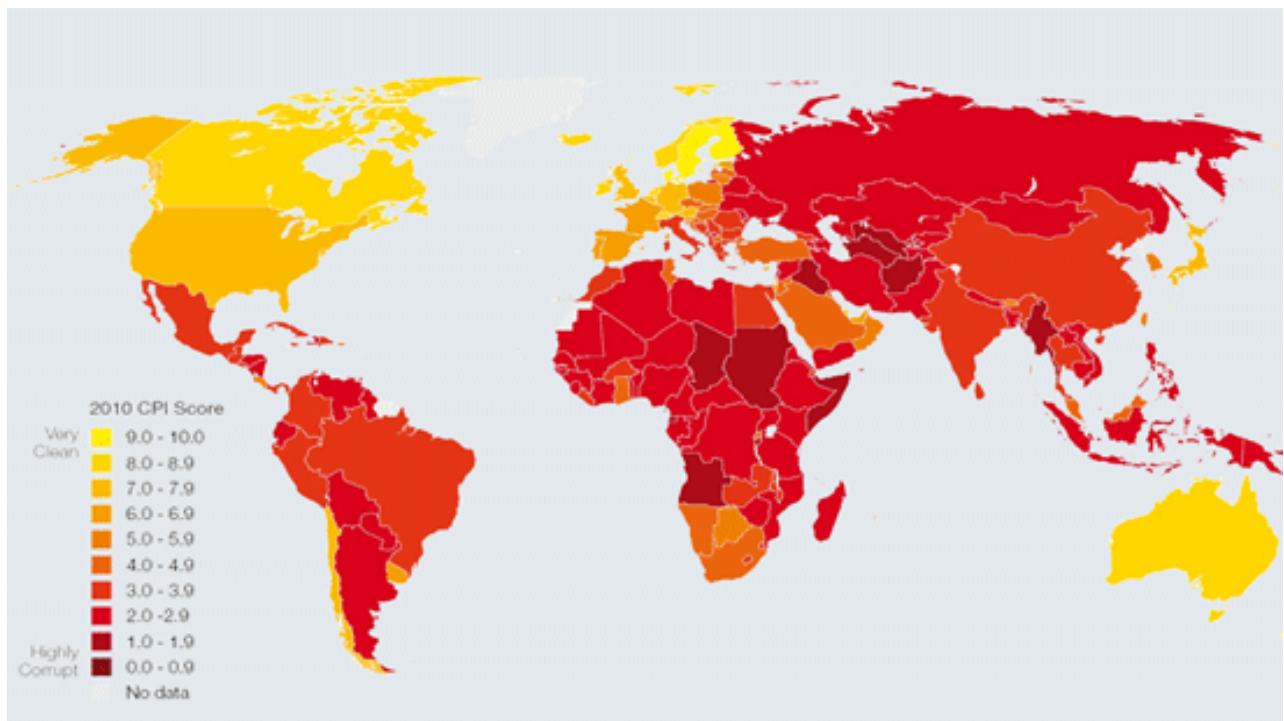 2010 CPI Score
Very
Clean
9.0 - 10.0
8.0 - 8.9
7.0 - 7.9
6.0 - 6.9
5.0 - 5.9
4.0 - 4.9
3.0 - 3.9
2.0 -2.9
1.0 - 1.9
0.0 - 0.9
Highly
Corrupt
No data